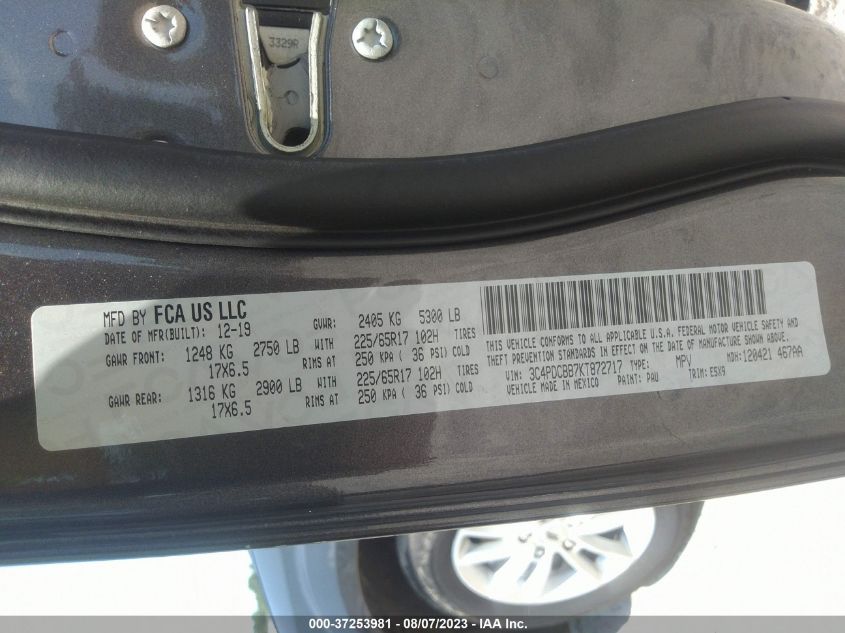 3329R
MFD BY FCA US LLC
DATE OF MFR(BUILT): 12-19 GVWR: 2405 KG 5300 LB
GAWR FRONT: 1248 KG 2750 LB WITH 225/65R17 102H TIRES
17X6.5 RIMS AT 250 KPA ( 36 PSI) COLD
GAWR REAR: 1316 KG 2900 LB WITH 225/65R17 102H TIRES
17X6.5 RIMS AT 250 KPA ( 36 PSI) COLD
THIS VEHICLE CONFORMS TO ALL APPLICABLE U.S.A. FEDERAL MOTOR VEHICLE SAFETY AND
THEFT PREVENTION STANDARDS IN EFFECT ON THE DATE OF MANUFACTURE SHOWN ABOVE.
VIN: 3C4PDCBB7KT872717 TYPE: MPV MDH: 120421 467AA
VEHICLE MADE IN MEXICO PAINT: PAU TRIM: E5X9
000-37253981 - 08/07/2023 - IAA.com